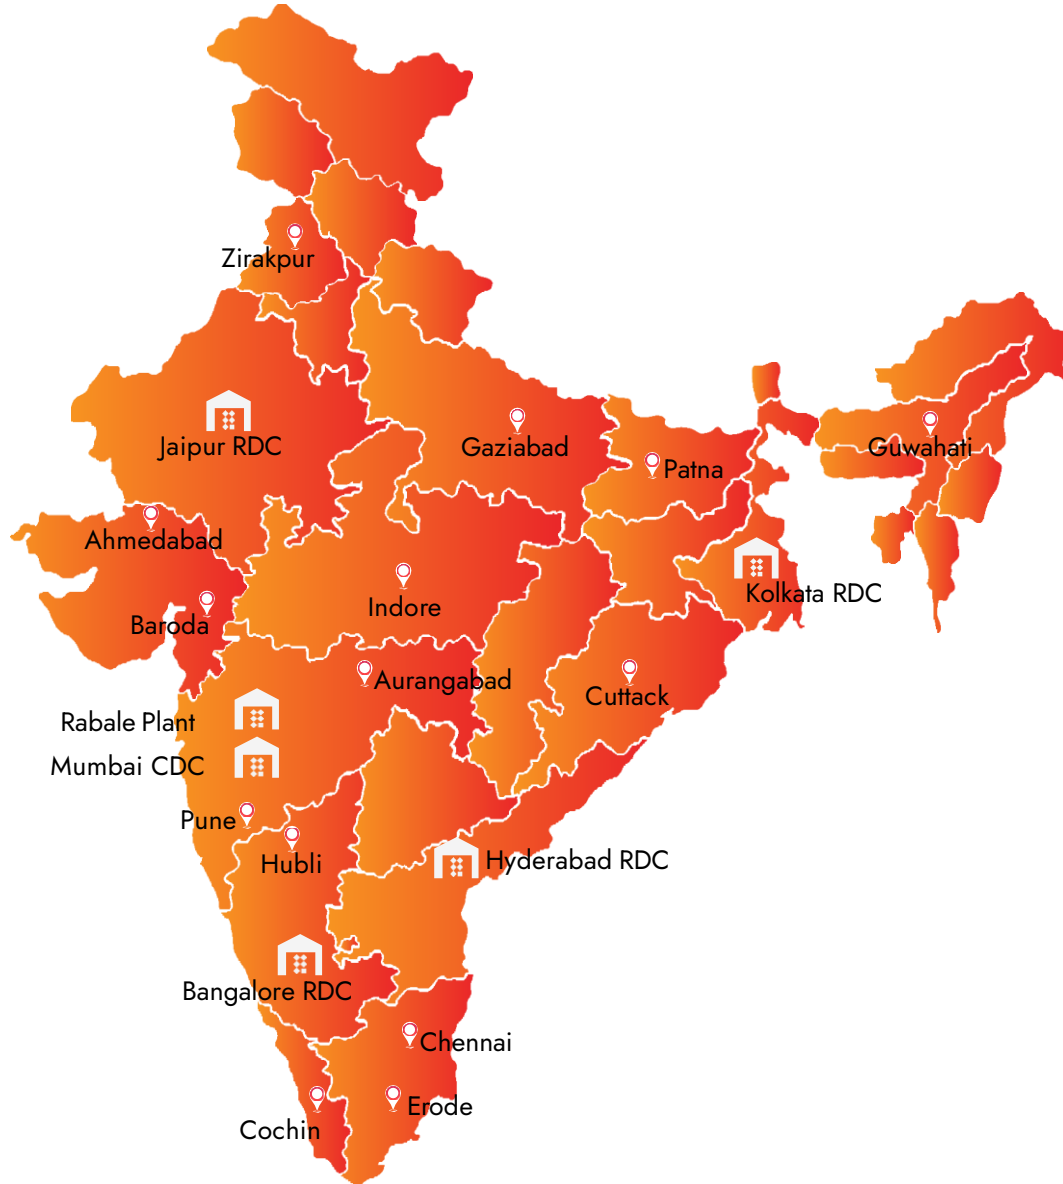 Zirakpur
Jaipur RDC
Gaziabad
Guwahati
Patna
Ahmedabad
Kolkata RDC
Indore
Baroda
Aurangabad
Cuttack
Rabale Plant
Mumbai CDC
Pune
Hubli
Hyderabad RDC
Bangalore RDC
Chennai
Erode
Cochin